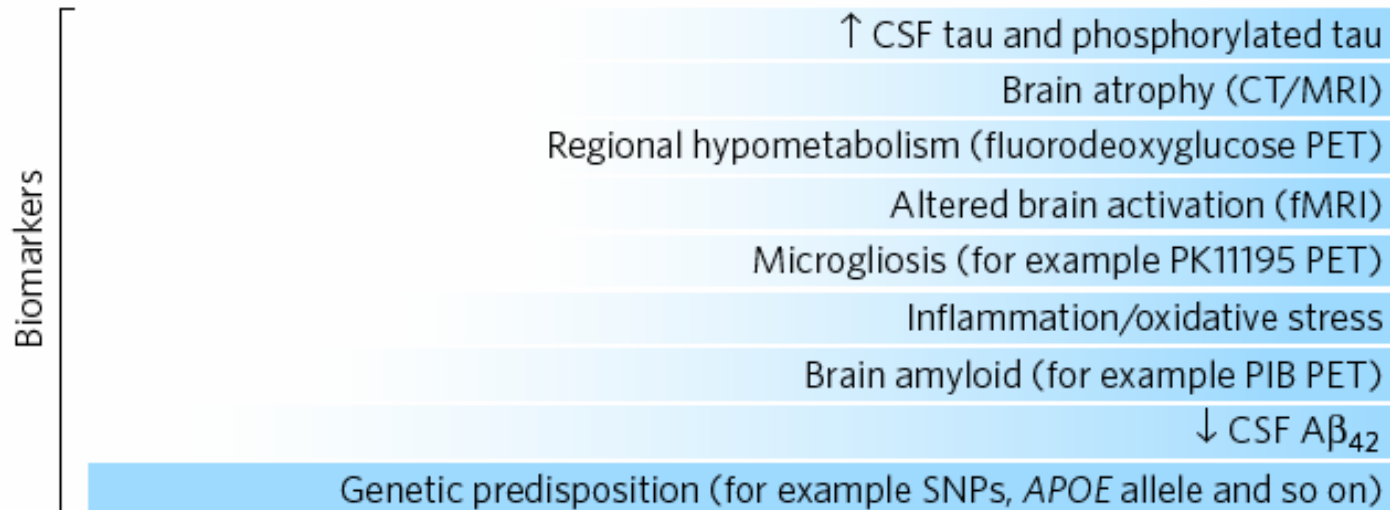 Biomarkers
↑ CSF tau and phosphorylated tau
Brain atrophy (CT/MRI)
Regional hypometabolism (fluorodeoxyglucose PET)
Altered brain activation (fMRI)
Microgliosis (for example PK11195 PET)
Inflammation/oxidative stress
Brain amyloid (for example PIB PET)
↓ CSF Aβ₄₂
Genetic predisposition (for example SNPs, APOE allele and so on)